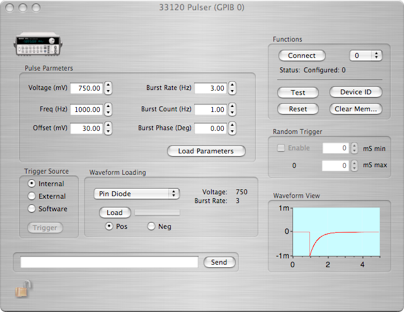 33120 Pulser (GPIB 0)
Functions
Connect
0
Status: Configured: 0
Test
Device ID
Reset
Clear Mem...
Pulse Parmeters
Voltage (mV) 750.00
Burst Rate (Hz) 3.00
Freq (Hz) 1000.00
Burst Count (Hz) 1.00
Offset (mV) 30.00
Burst Phase (Deg) 0.00
Load Parameters
Random Trigger
Enable
0 mS min
0
0 mS max
Trigger Source
Internal
External
Software
Trigger
Waveform Loading
Pin Diode
Voltage: 750
Burst Rate: 3
Load
Pos
Neg
Waveform View
1m
0
-1m
0 2 4
Send